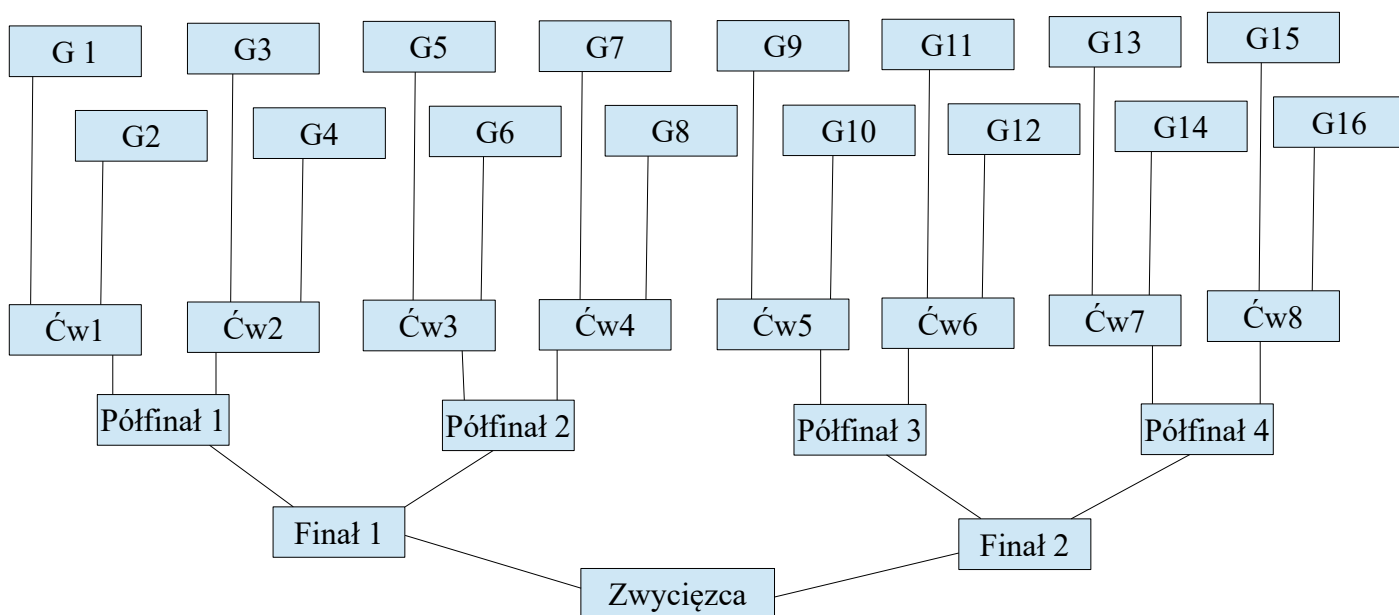 G 1
G3
G5
G7
G9
G11
G13
G15
G2
G4
G6
G8
G10
G12
G14
G16
Ćw1
Ćw2
Ćw3
Ćw4
Ćw5
Ćw6
Ćw7
Ćw8
Półfinał 1
Półfinał 2
Półfinał 3
Półfinał 4
Finał 1
Finał 2
Zwycięzca